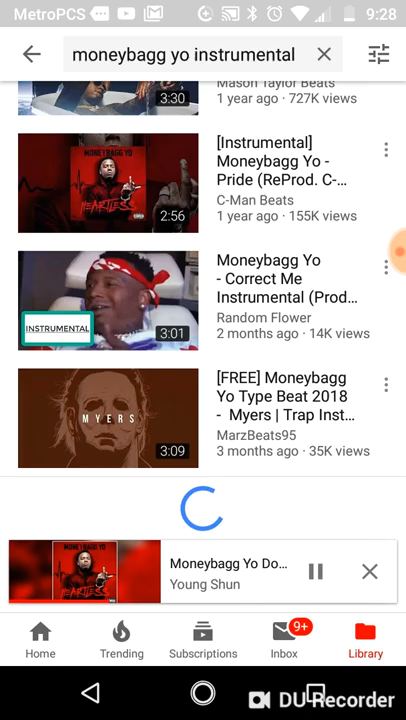 MetroPCS
9:28
moneybagg yo instrumental
Mason Taylor Beats
1 year ago · 727K views
3:30
MONEYBAGG YO
HEARTLESS
2:56
[Instrumental]
Moneybagg Yo -
Pride (ReProd. C-...
C-Man Beats
1 year ago · 155K views
INSTRUMENTAL
3:01
Moneybagg Yo
- Correct Me
Instrumental (Prod...
Random Flower
2 months ago · 14K views
MYERS
3:09
[FREE] Moneybagg
Yo Type Beat 2018
- Myers | Trap Inst...
MarzBeats95
3 months ago · 35K views
MONEYBAGG YO
HEARTLESS
Moneybagg Yo Do...
Young Shun
Home
Trending
Subscriptions
9+
Inbox
Library
DU Recorder